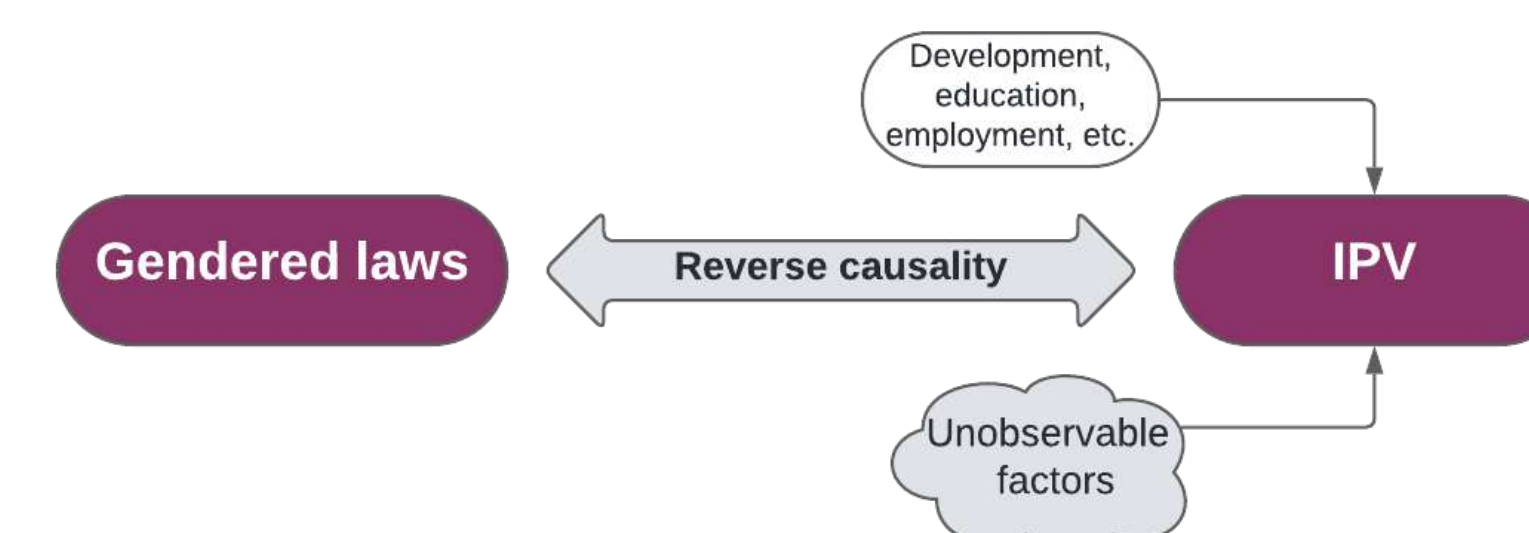 Development,
education,
employment, etc.
Gendered laws
Reverse causality
IPV
Unobservable
factors